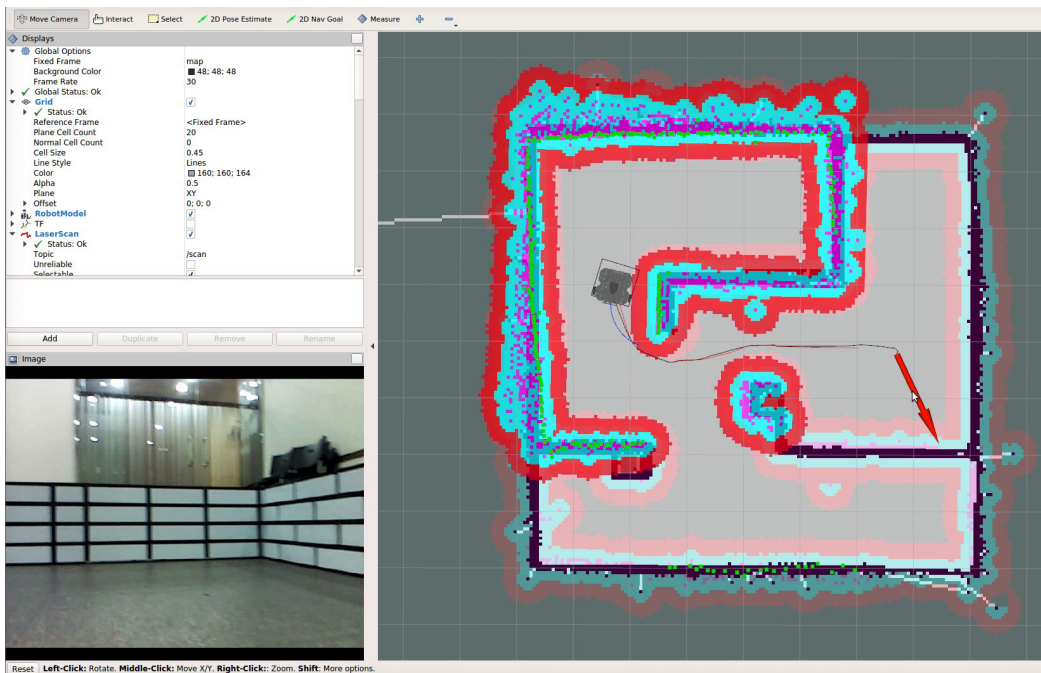 Move Camera Interact Select 2D Pose Estimate 2D Nav Goal Measure
Displays
Global Options
Fixed Frame map
Background Color 48; 48; 48
Frame Rate 30
Global Status: Ok
Grid
Status: Ok
Reference Frame <Fixed Frame>
Plane Cell Count 20
Normal Cell Count 0
Cell Size 0.45
Line Style Lines
Color 160; 160; 164
Alpha 0.5
Plane XY
Offset 0; 0; 0
RobotModel
TF
LaserScan
Status: Ok
Topic /scan
Unreliable
Selectable
Add Duplicate Remove Rename
Image
Reset Left-Click: Rotate. Middle-Click: Move X/Y. Right-Click:: Zoom. Shift: More options.